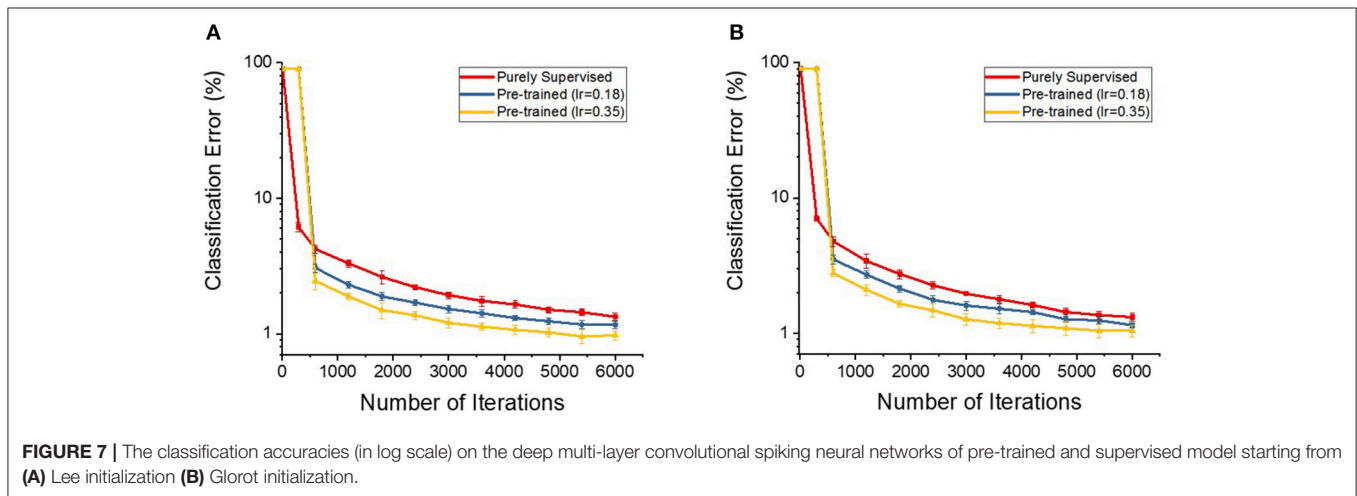 A
Classification Error (%)
100
10
1
Purely Supervised
Pre-trained (lr=0.18)
Pre-trained (lr=0.35)
0 1000 2000 3000 4000 5000 6000
Number of Iterations
B
Classification Error (%)
100
10
1
Purely Supervised
Pre-trained (lr=0.18)
Pre-trained (lr=0.35)
0 1000 2000 3000 4000 5000 6000
Number of Iterations
FIGURE 7 | The classification accuracies (in log scale) on the deep multi-layer convolutional spiking neural networks of pre-trained and supervised model starting from
(A) Lee initialization (B) Glorot initialization.